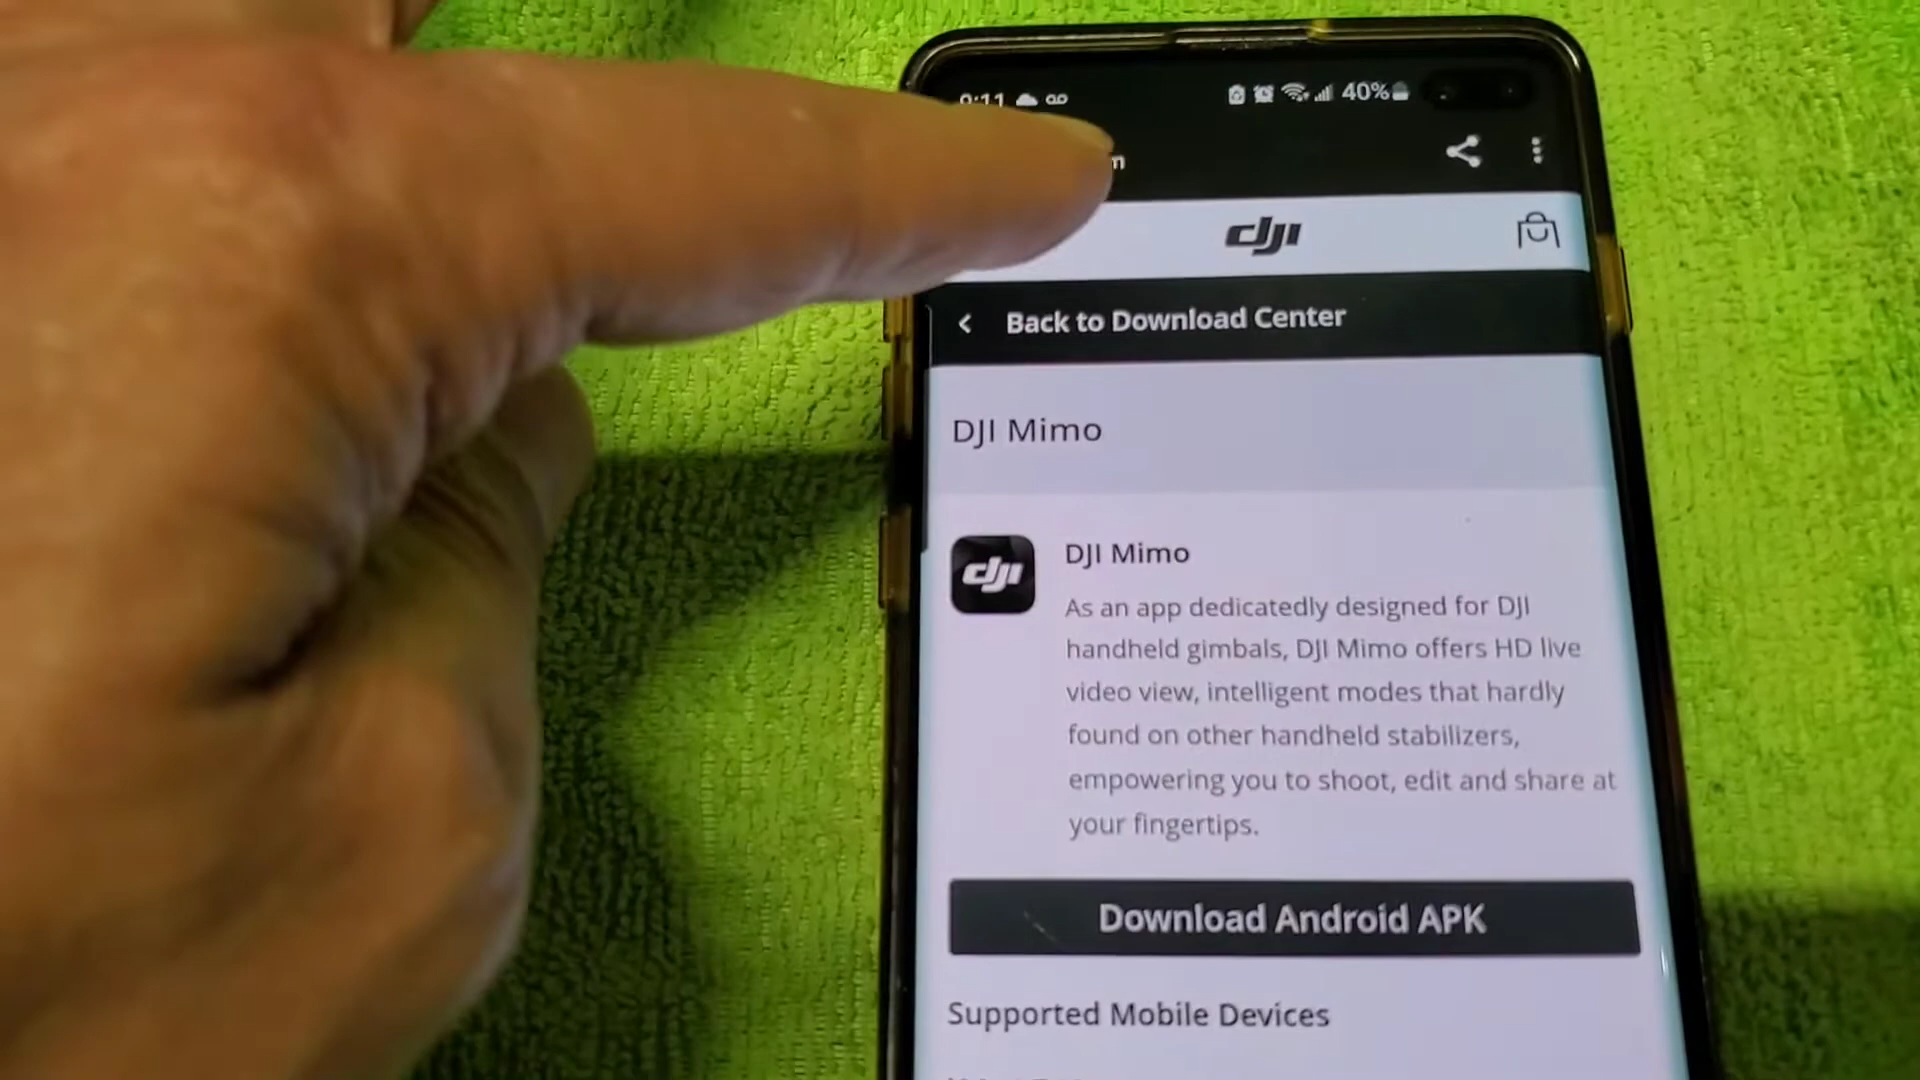 9:11 40%
dji
Back to Download Center
DJI Mimo
dji
DJI Mimo
As an app dedicatedly designed for DJI
handheld gimbals, DJI Mimo offers HD live
video view, intelligent modes that hardly
found on other handheld stabilizers,
empowering you to shoot, edit and share at
your fingertips.
Download Android APK
Supported Mobile Devices